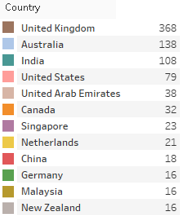 Country
United Kingdom 368
Australia 138
India 108
United States 79
United Arab Emirates 38
Canada 32
Singapore 23
Netherlands 21
China 18
Germany 16
Malaysia 16
New Zealand 16